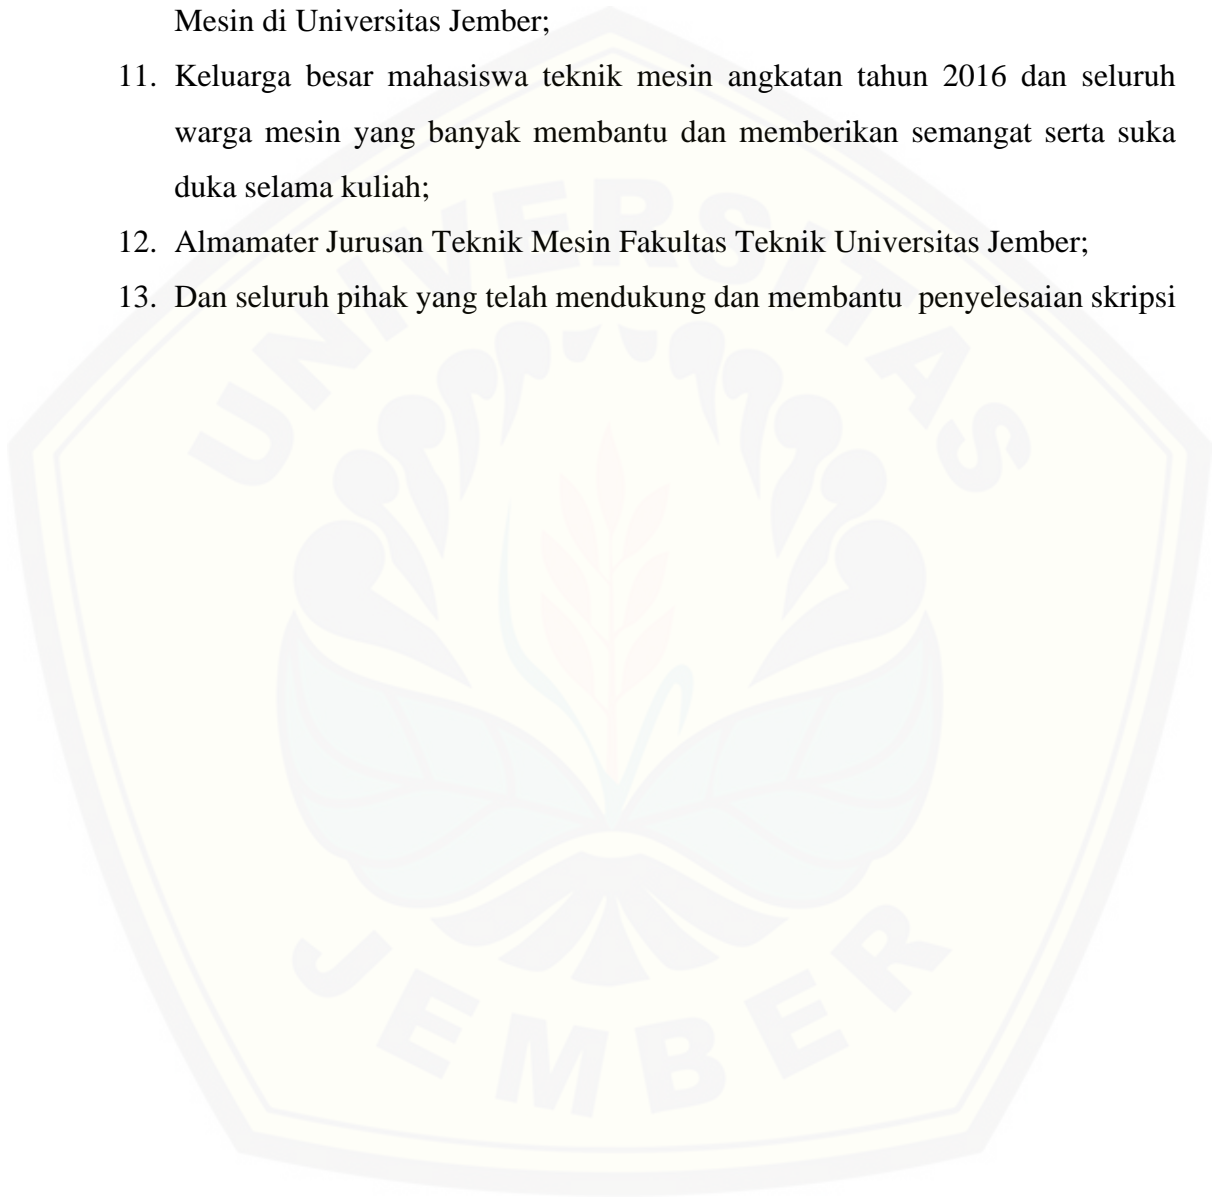 Mesin di Universitas Jember;
11. Keluarga besar mahasiswa teknik mesin angkatan tahun 2016 dan seluruh
warga mesin yang banyak membantu dan memberikan semangat serta suka
duka selama kuliah;
12. Almamater Jurusan Teknik Mesin Fakultas Teknik Universitas Jember;
13. Dan seluruh pihak yang telah mendukung dan membantu penyelesaian skripsi
UNIVERSITAS
JEMBER